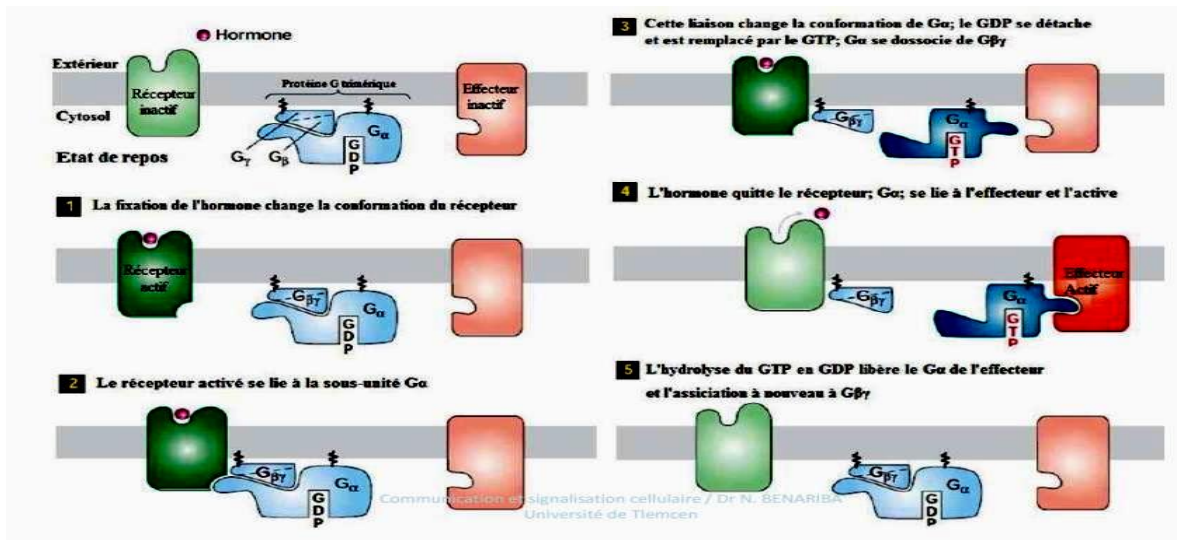 Hormone
Extérieur
Récepteur
inactif
Protéine G trimérique
Effecteur
inactif
Cytosol
Gα
Gγ
Gβ
GDP
Etat de repos
1 La fixation de l'hormone change la conformation du récepteur
Récepteur
actif
Gβγ
Gα
GDP
2 Le récepteur activé se lie à la sous-unité Gα
Gβγ
Gα
GDP
3 Cette liaison change la conformation de Gα; le GDP se détache
et est remplacé par le GTP; Gα se dossocie de Gβγ
Gβγ
Gα
GTP
4 L'hormone quitte le récepteur; Gα; se lie à l'effecteur et l'active
Effecteur
Actif
Gβγ
Gα
GTP
5 L'hydrolyse du GTP en GDP libère le Gα de l'effecteur
et l'assiciation à nouveau à Gβγ
Gβγ
Gα
GDP
Communication et signalisation cellulaire / Dr N. BENARIBA
Université de Tlemcen